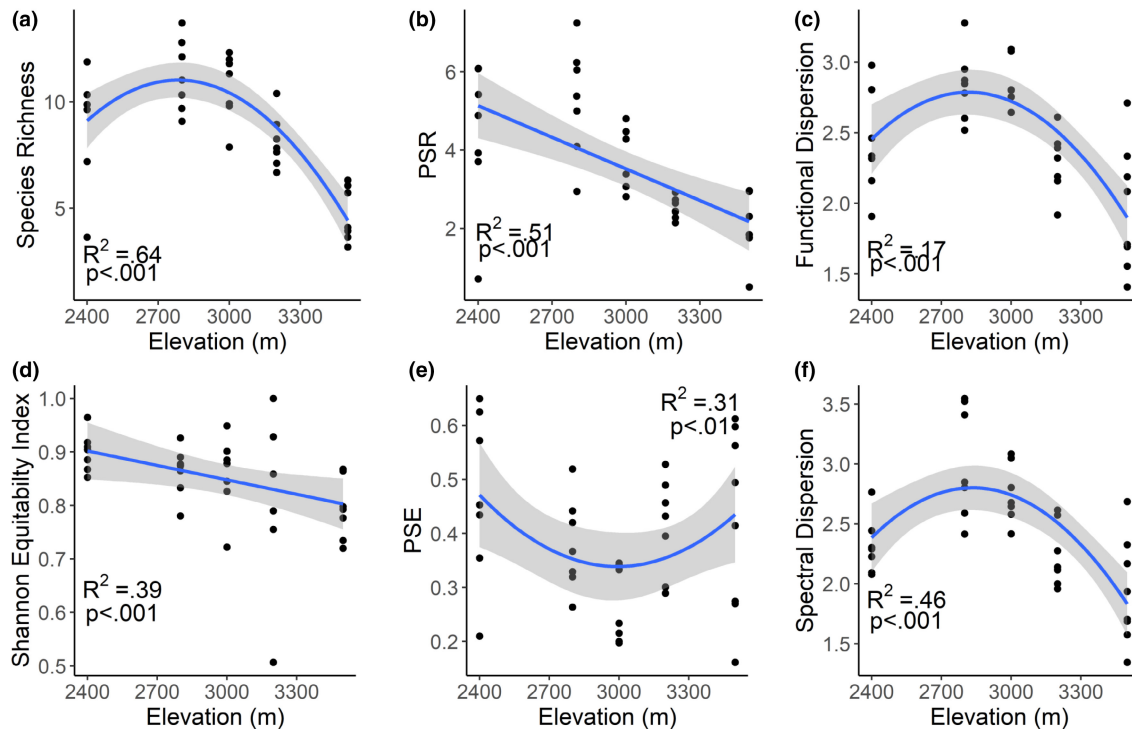 (a)
Species Richness
10
5
R² =.64
p<.001
2400 2700 3000 3300
Elevation (m)
(b)
PSR
6
4
2
R² =.51
p<.001
2400 2700 3000 3300
Elevation (m)
(c)
Functional Dispersion
3.0
2.5
2.0
1.5
R² =.17
p<.001
2400 2700 3000 3300
Elevation (m)
(d)
Shannon Equitabilty Index
1.0
0.9
0.8
0.7
0.6
0.5
R² =.39
p<.001
2400 2700 3000 3300
Elevation (m)
(e)
PSE
0.6
0.5
0.4
0.3
0.2
R² =.31
p<.01
2400 2700 3000 3300
Elevation (m)
(f)
Spectral Dispersion
3.5
3.0
2.5
2.0
1.5
R² =.46
p<.001
2400 2700 3000 3300
Elevation (m)